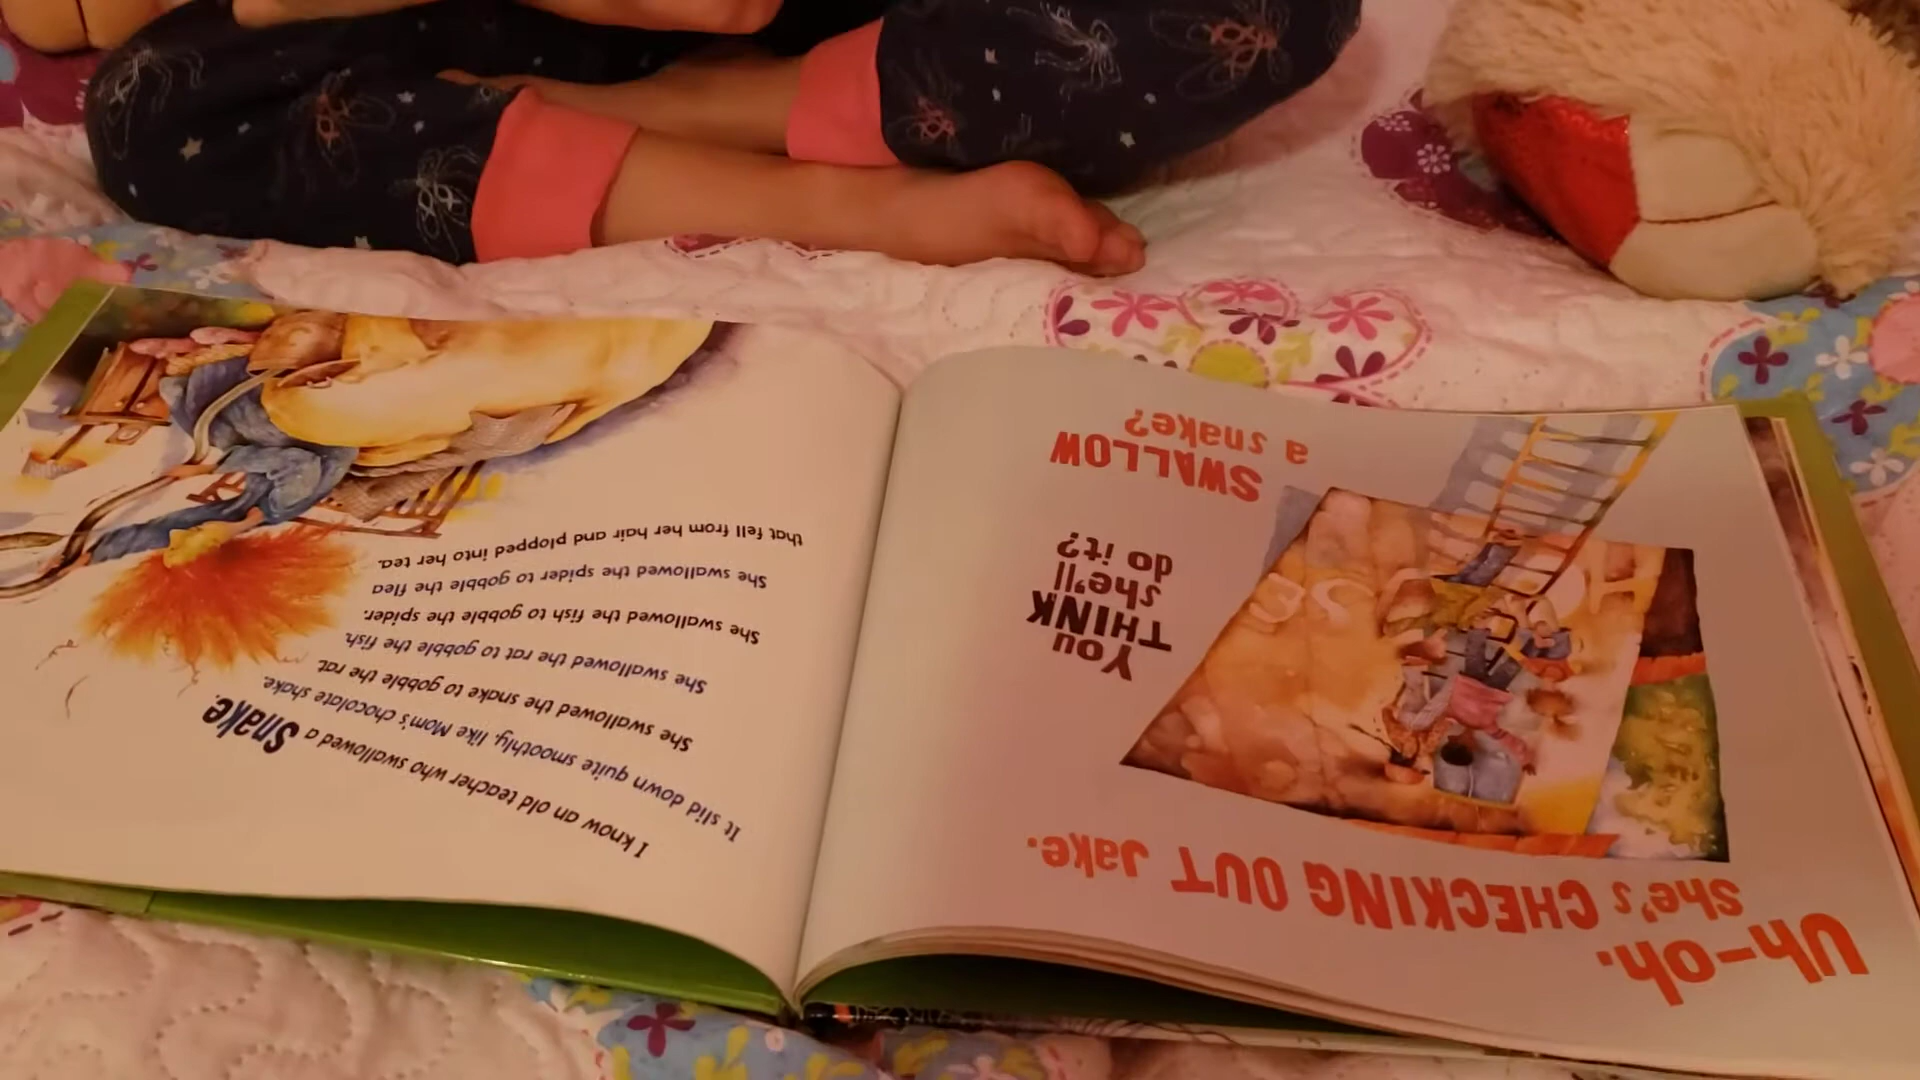 Uh-oh.
She's CHECKING OUT Jake.
You
THINK
she'll
do it?
SWALLOW
a snake?
I know an old teacher who swallowed a snake.
It slid down quite smoothly, like Mom's chocolate shake.
She swallowed the snake to gobble the rat.
She swallowed the rat to gobble the fish.
She swallowed the fish to gobble the spider.
She swallowed the spider to gobble the flea
that fell from her hair and plopped into her tea.